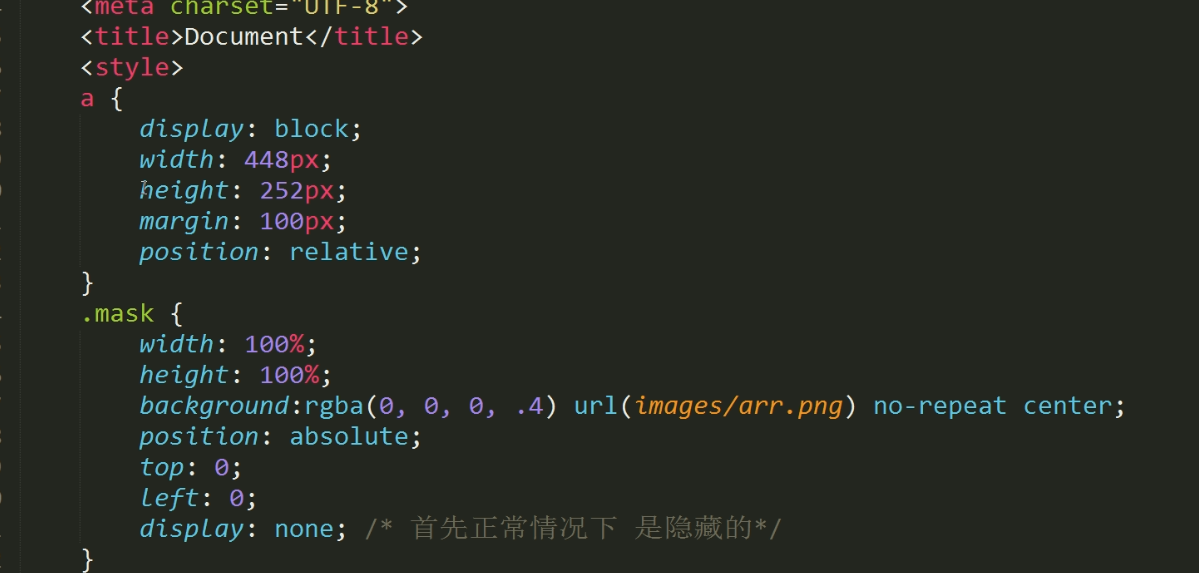 <meta charset="UTF-8">
<title>Document</title>
<style>
a {
display: block;
width: 448px;
height: 252px;
margin: 100px;
position: relative;
}
.mask {
width: 100%;
height: 100%;
background:rgba(0, 0, 0, .4) url(images/arr.png) no-repeat center;
position: absolute;
top: 0;
left: 0;
display: none; /* 首先正常情况下 是隐藏的*/
}